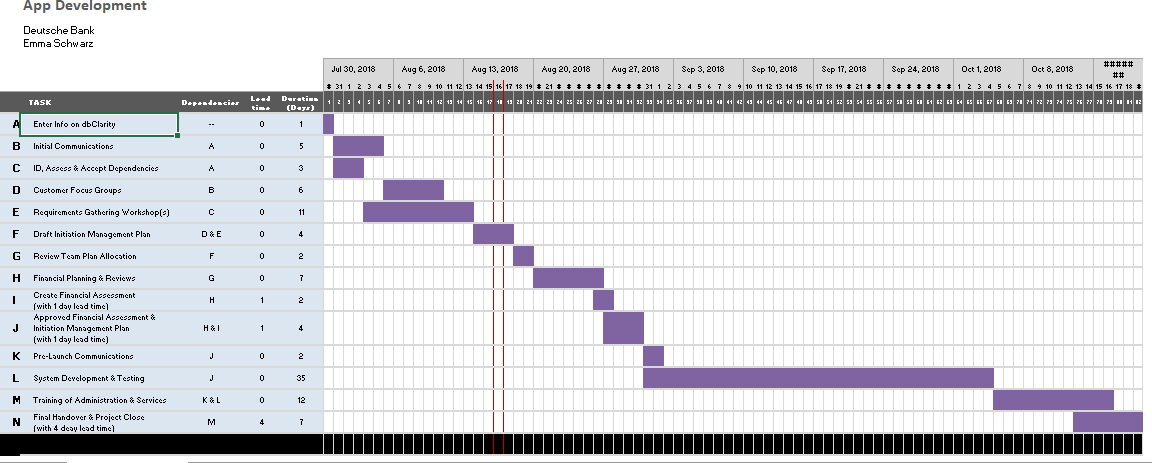 App Development
Deutsche Bank
Emma Schwarz
Jul 30, 2018 Aug 6, 2018 Aug 13, 2018 Aug 20, 2018 Aug 27, 2018 Sep 3, 2018 Sep 10, 2018 Sep 17, 2018 Sep 24, 2018 Oct 1, 2018 Oct 8, 2018 #####
##
TASK Dependencies Lead time Duration (Days)
A Enter Info on dbClarity -- 0 1
B Initial Communications A 0 5
C ID, Assess & Accept Dependencies A 0 3
D Customer Focus Groups B 0 6
E Requirements Gathering Workshop(s) C 0 11
F Draft Initiation Management Plan D & E 0 4
G Review Team Plan Allocation F 0 2
H Financial Planning & Reviews G 0 7
I Create Financial Assessment
(with 1 day lead time) H 1 2
J Approved Financial Assessment &
Initiation Management Plan
(with 1 day lead time) H & I 1 4
K Pre-Launch Communications J 0 2
L System Development & Testing J 0 35
M Training of Administration & Services K & L 0 12
N Final Handover & Project Close
(with 4 deay lead time) M 4 7